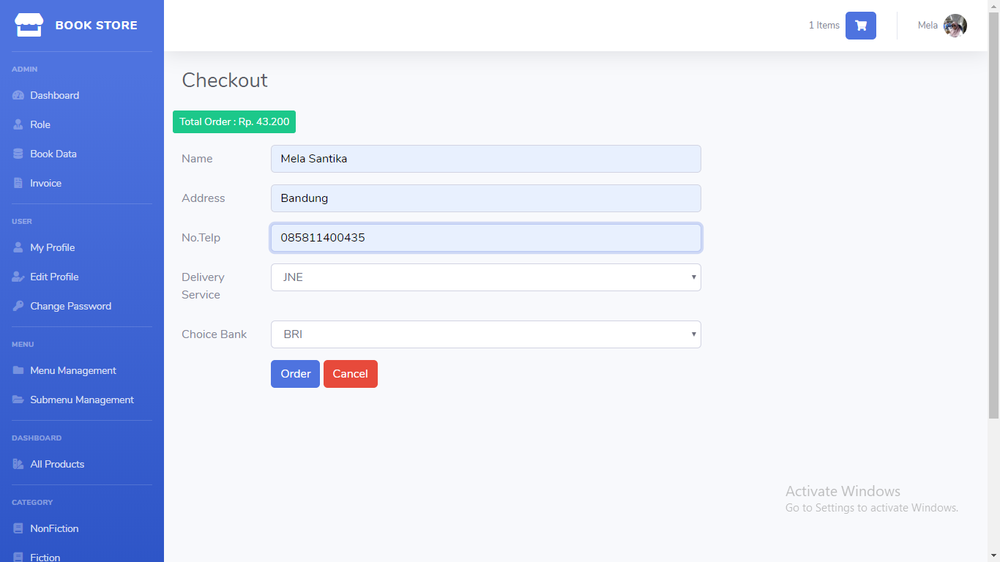 BOOK STORE
ADMIN
Dashboard
Role
Book Data
Invoice
USER
My Profile
Edit Profile
Change Password
MENU
Menu Management
Submenu Management
DASHBOARD
All Products
CATEGORY
NonFiction
Fiction
1 Items
Mela
Checkout
Total Order : Rp. 43.200
Name
Mela Santika
Address
Bandung
No.Telp
085811400435
Delivery
Service
JNE
Choice Bank
BRI
Order
Cancel
Activate Windows
Go to Settings to activate Windows.